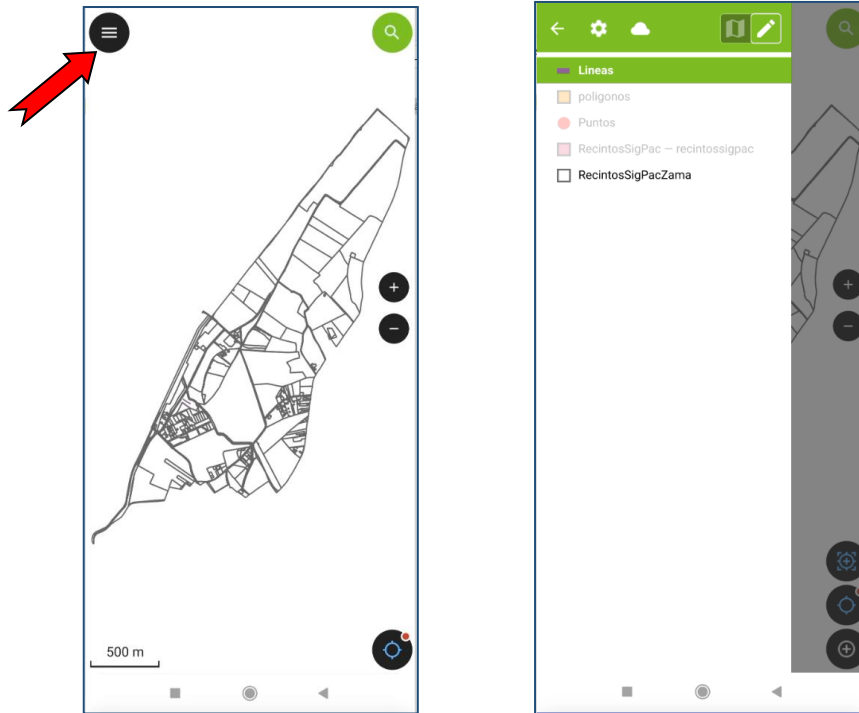 500 m
Lineas
poligonos
Puntos
RecintosSigPac — recintossigpac
RecintosSigPacZama